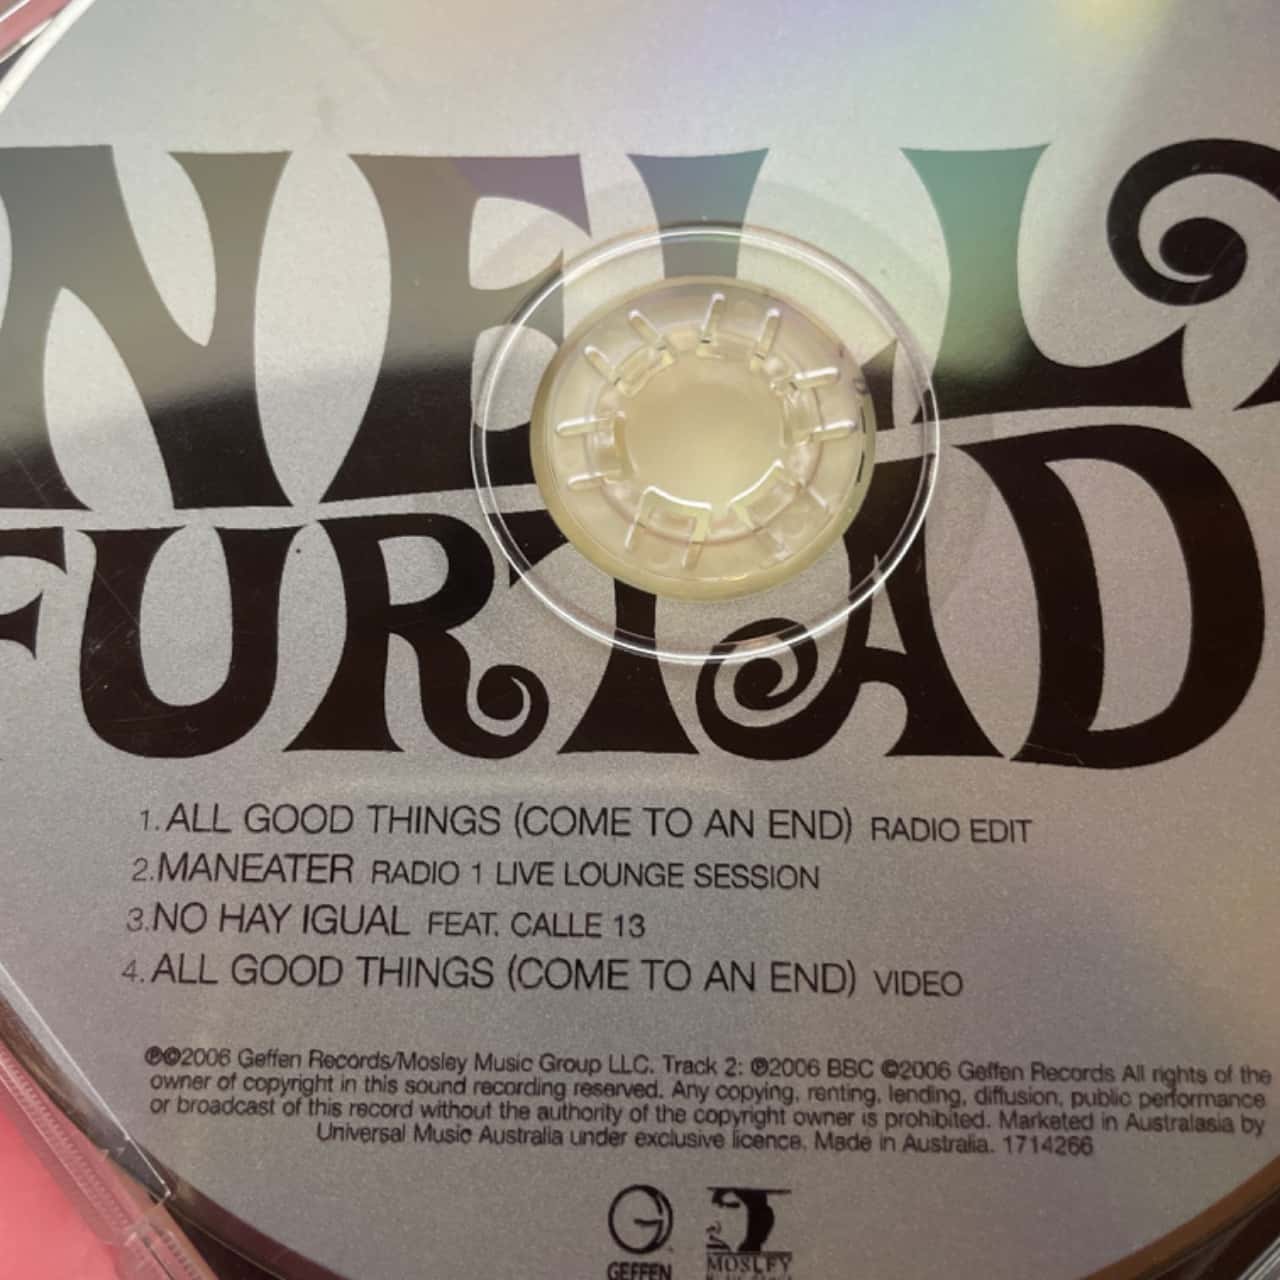 NELLY
FURTADO
1. ALL GOOD THINGS (COME TO AN END) RADIO EDIT
2. MANEATER RADIO 1 LIVE LOUNGE SESSION
3. NO HAY IGUAL FEAT. CALLE 13
4. ALL GOOD THINGS (COME TO AN END) VIDEO
℗©2006 Geffen Records/Mosley Music Group LLC. Track 2: ℗2006 BBC ©2006 Geffen Records All rights of the
owner of copyright in this sound recording reserved. Any copying, renting, lending, diffusion, public performance
or broadcast of this record without the authority of the copyright owner is prohibited. Marketed in Australasia by
Universal Music Australia under exclusive licence. Made in Australia. 1714266
GEFFEN MOSLEY